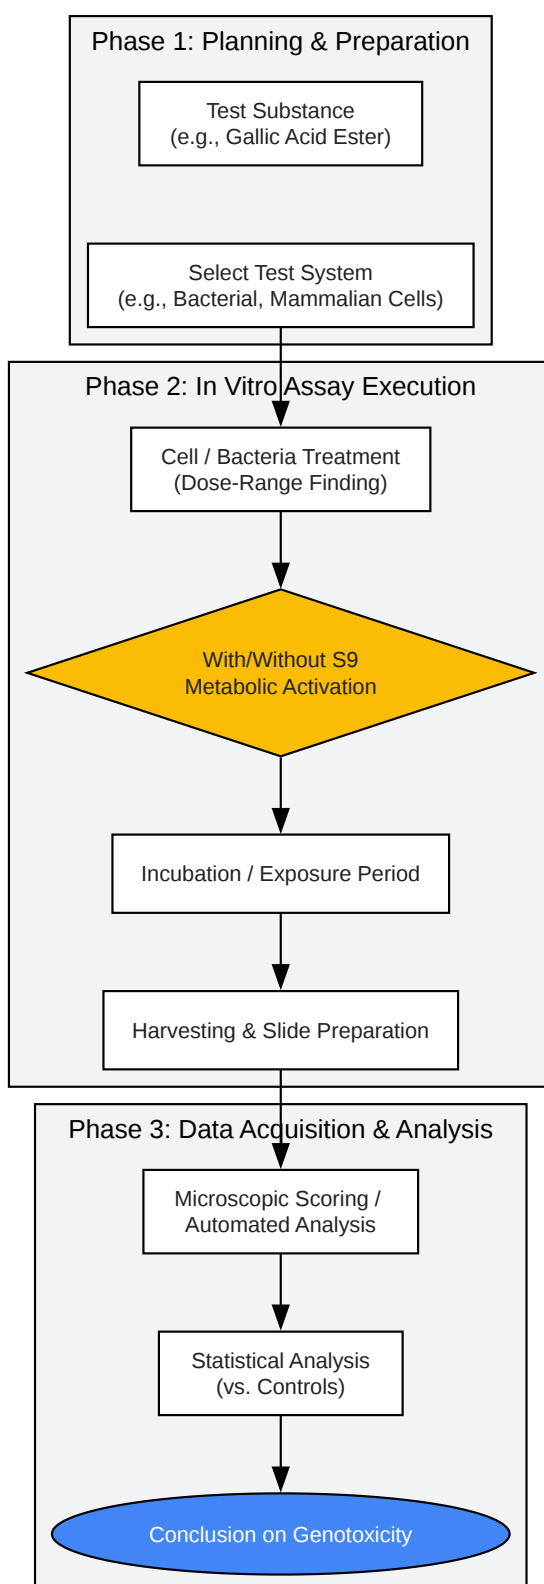 Phase 1: Planning & Preparation
Test Substance
(e.g., Gallic Acid Ester)
Select Test System
(e.g., Bacterial, Mammalian Cells)
Phase 2: In Vitro Assay Execution
Cell / Bacteria Treatment
(Dose-Range Finding)
With/Without S9
Metabolic Activation
Incubation / Exposure Period
Harvesting & Slide Preparation
Phase 3: Data Acquisition & Analysis
Microscopic Scoring /
Automated Analysis
Statistical Analysis
(vs. Controls)
Conclusion on Genotoxicity